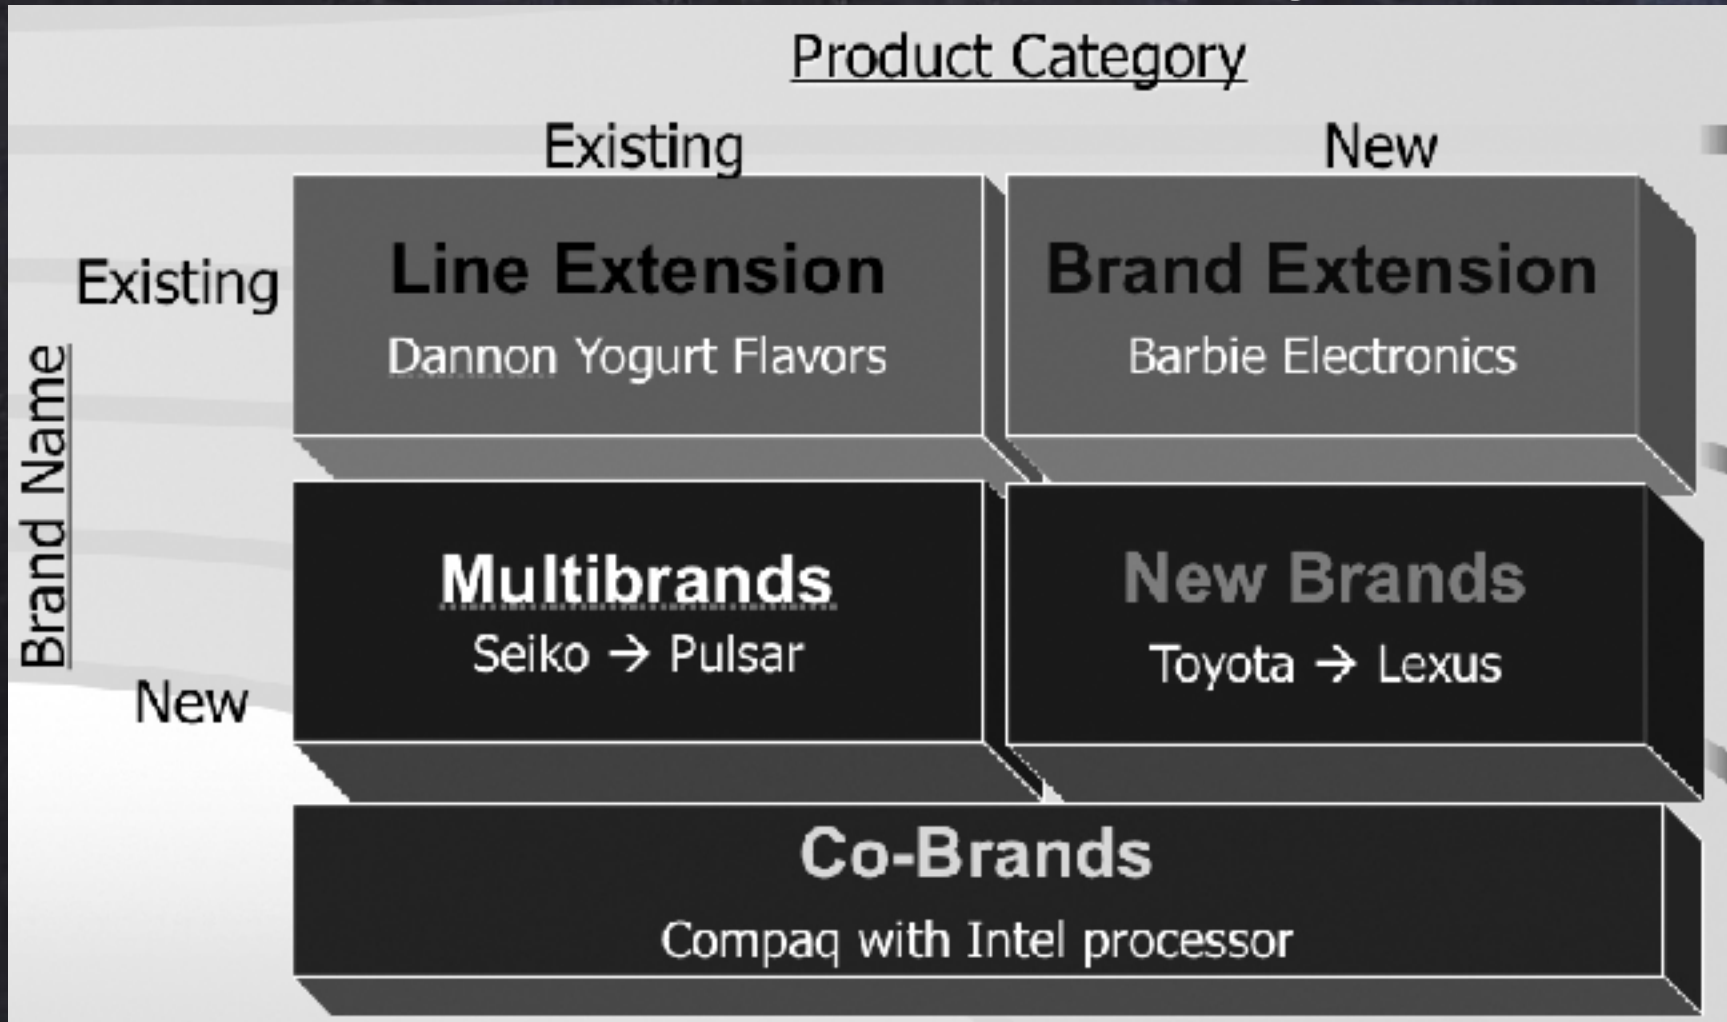 Product Category
Existing
New
Existing
Line Extension
Dannon Yogurt Flavors
Brand Extension
Barbie Electronics
Brand Name
New
Multibrands
Seiko → Pulsar
New Brands
Toyota → Lexus
Co-Brands
Compaq with Intel processor